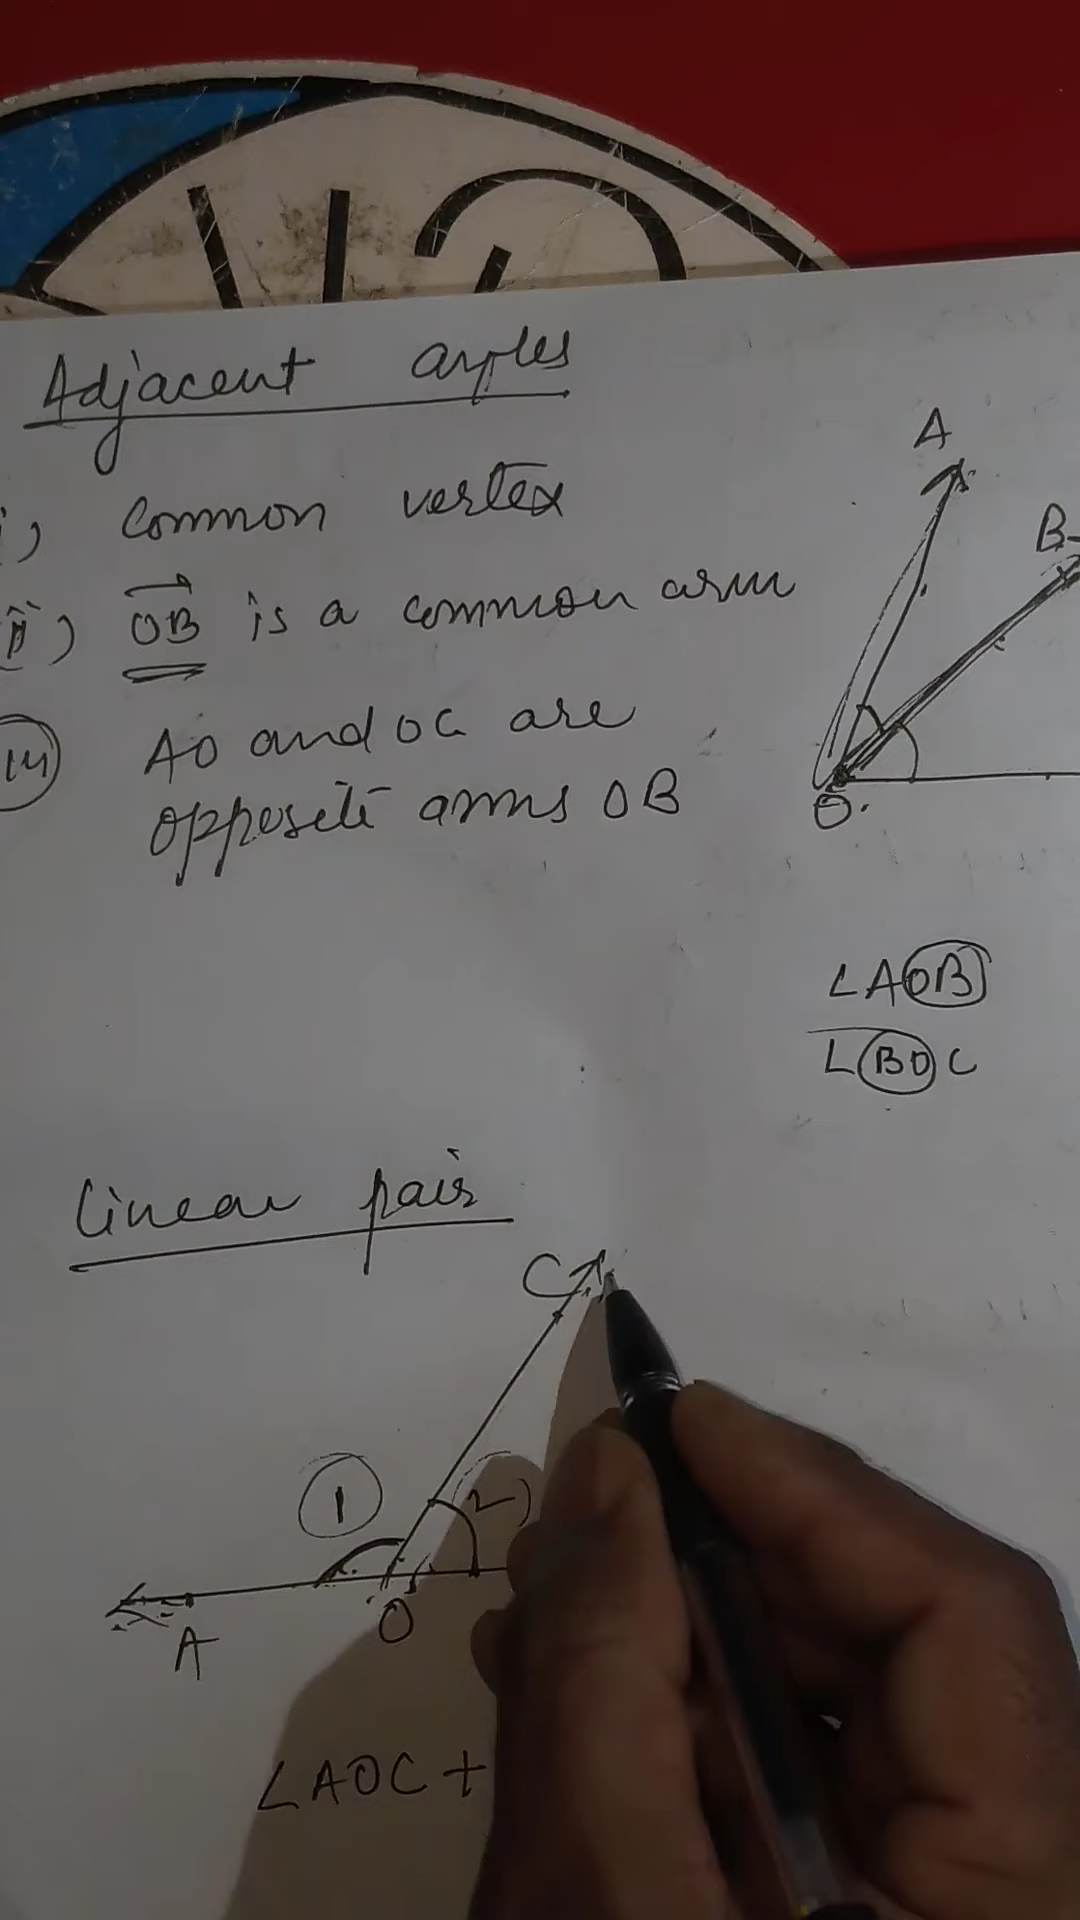 Adjacent angles
i) Common vertex
ii) OB is a common arm
iii) AO and OC are
opposite arms OB
A
B
O
∠AOB
∠BOC
Linear pair
C
1
2
A
O
∠AOC +